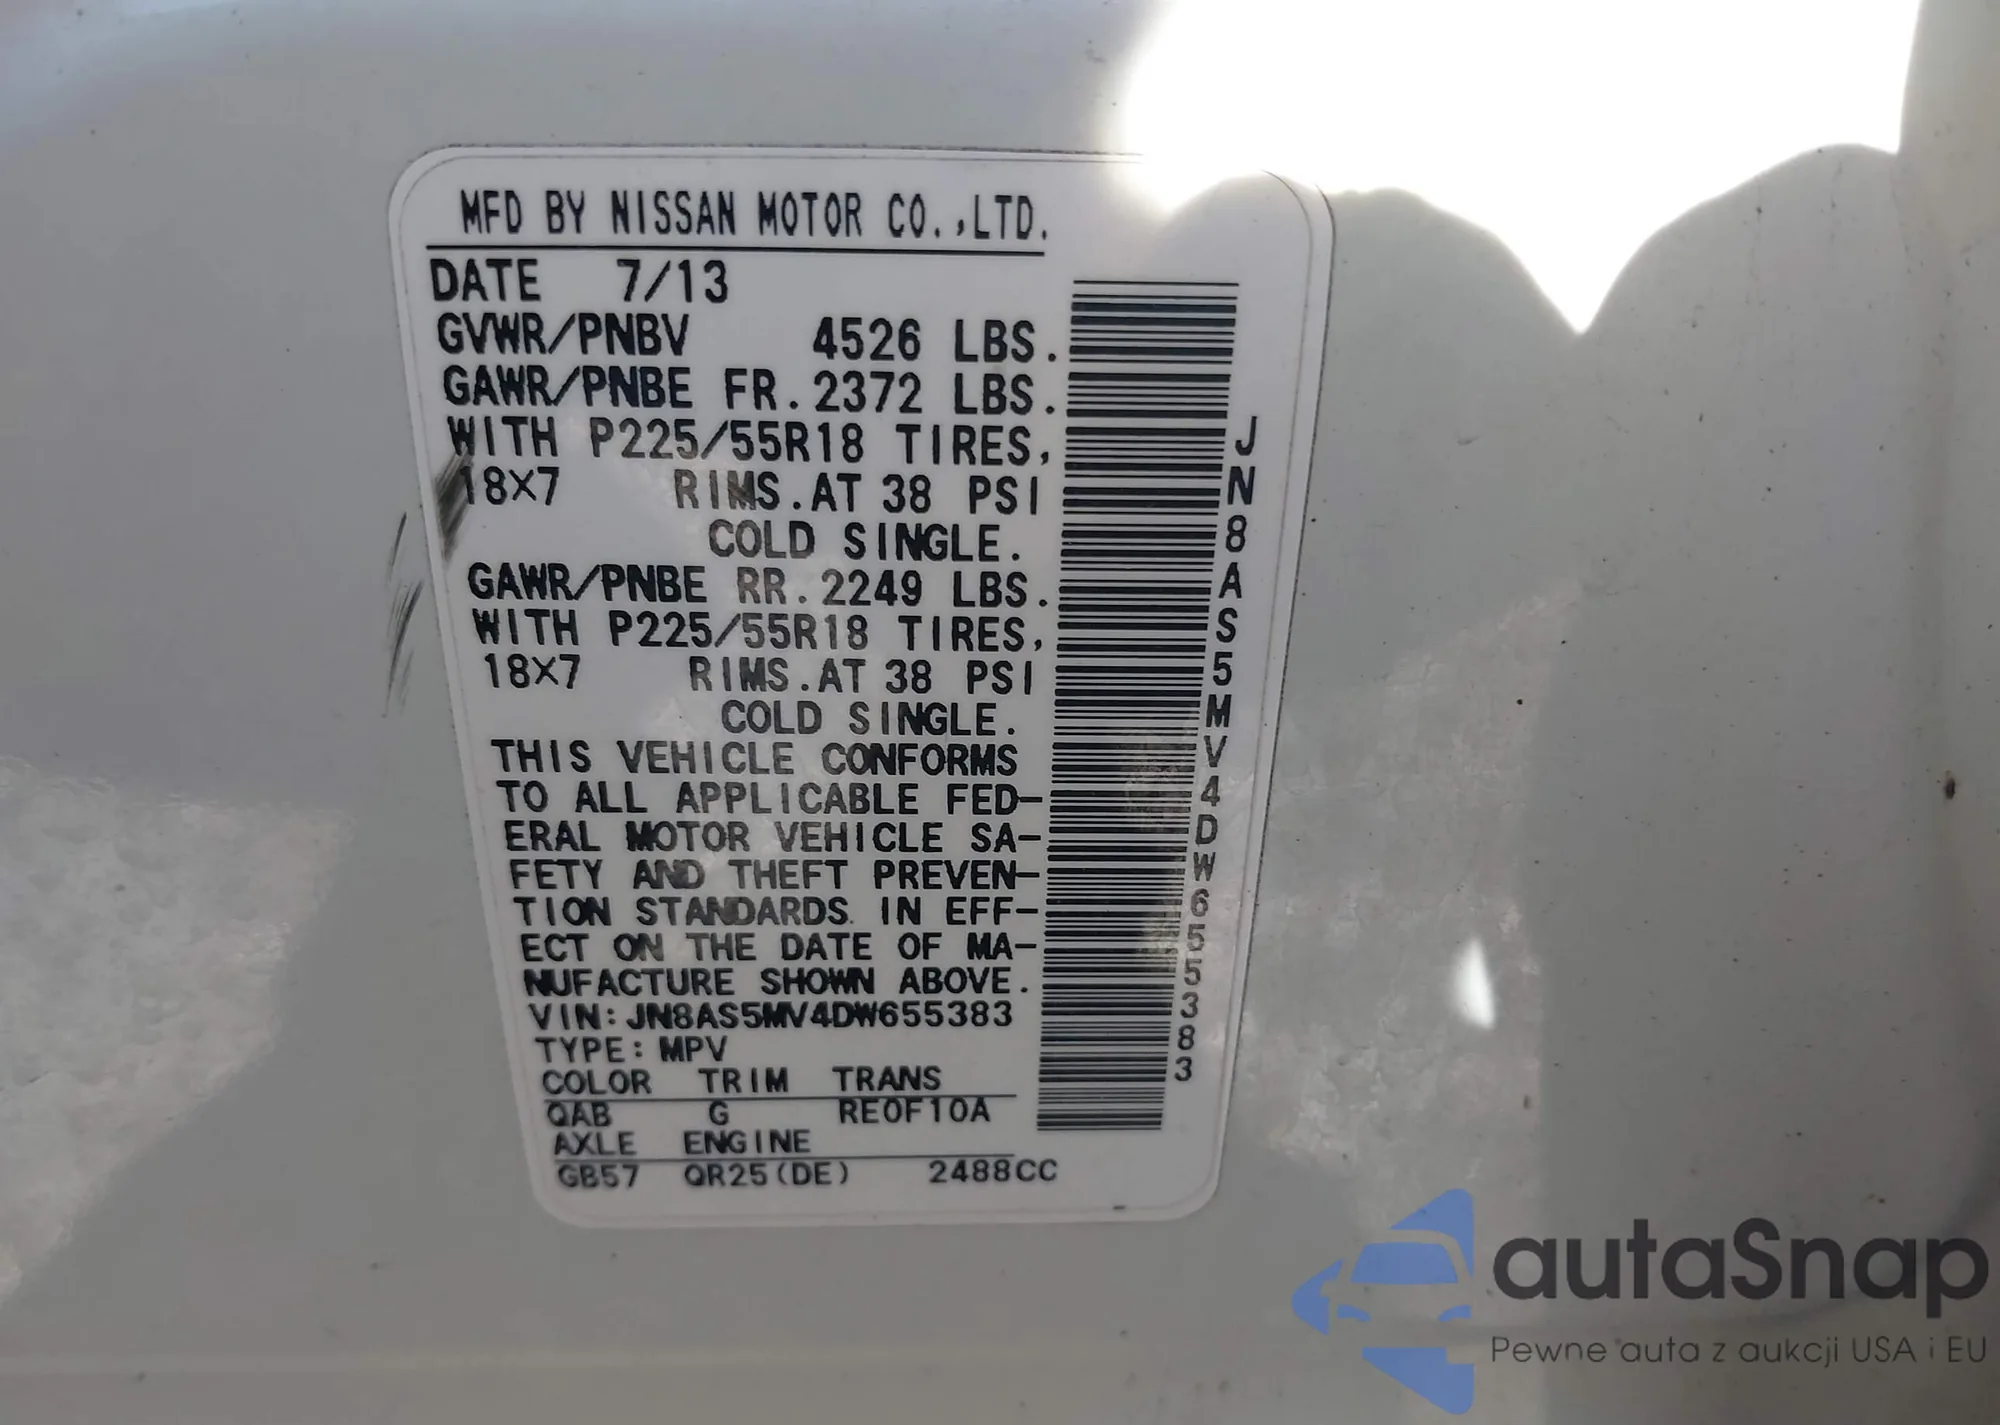 MFD BY NISSAN MOTOR CO.,LTD.
DATE 7/13
GVWR/PNBV 4526 LBS.
GAWR/PNBE FR. 2372 LBS.
WITH P225/55R18 TIRES,
18X7 RIMS.AT 38 PSI
COLD SINGLE.
GAWR/PNBE RR. 2249 LBS.
WITH P225/55R18 TIRES,
18X7 RIMS.AT 38 PSI
COLD SINGLE.
THIS VEHICLE CONFORMS
TO ALL APPLICABLE FED-
ERAL MOTOR VEHICLE SA-
FETY AND THEFT PREVEN-
TION STANDARDS IN EFF-
ECT ON THE DATE OF MA-
NUFACTURE SHOWN ABOVE.
VIN: JN8AS5MV4DW655383
TYPE: MPV
COLOR TRIM TRANS
QAB G RE0F10A
AXLE ENGINE
GB57 QR25(DE) 2488CC
JN8AS5MV4DW655383
autaSnap
Pewne auta z aukcji USA i EU